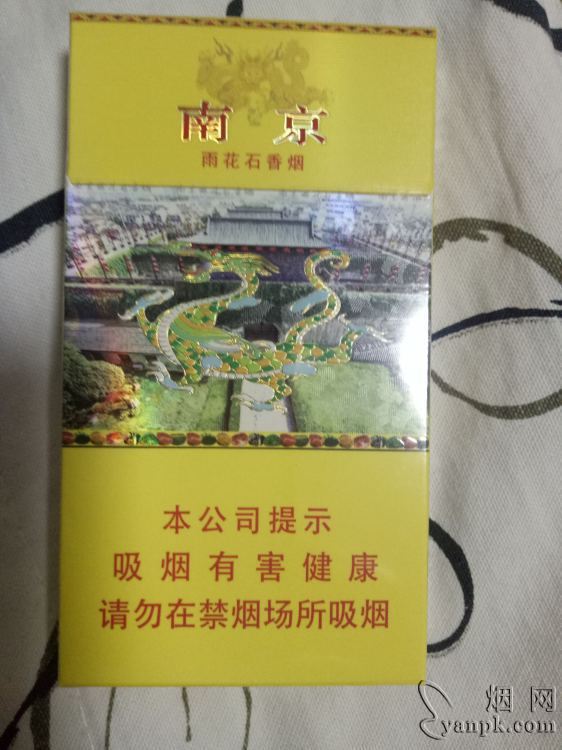 南京
雨花石香烟
本公司提示
吸烟有害健康
请勿在禁烟场所吸烟
烟网
yanpk.com